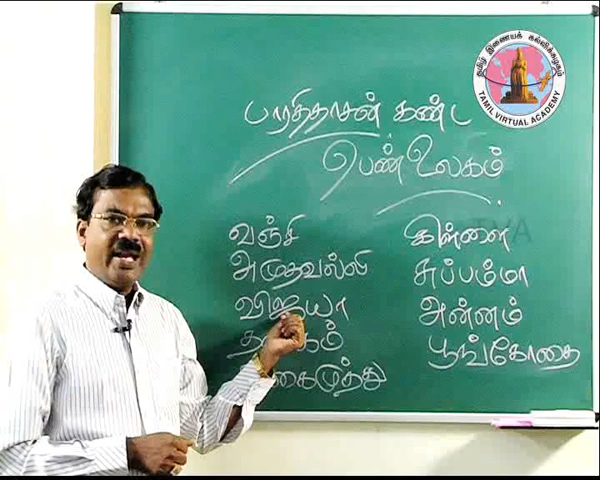 தமிழ் இணையக் கல்விக்கழகம்
TAMIL VIRTUAL ACADEMY
பாரதிதாசன் கண்ட
பெண் உலகம்
TVA
வஞ்சி கிள்ளை
அமுதவல்லி சுப்பம்மா
விஜயா அன்னம்
பூங்கோதை